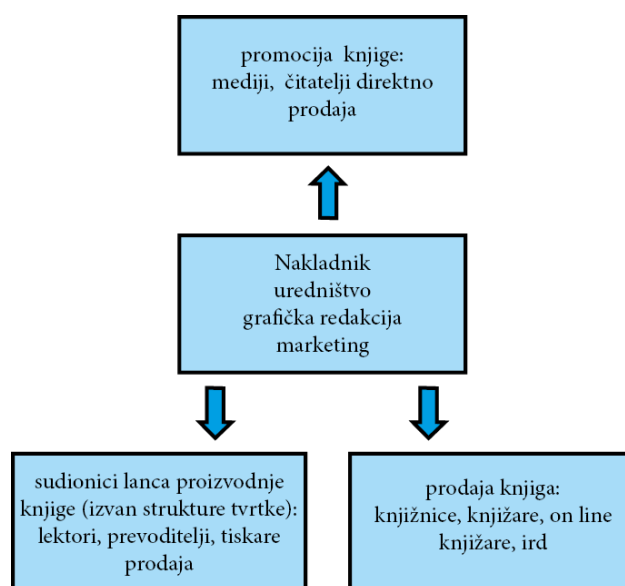 promocija knjige:
mediji, čitatelji direktno
prodaja
Nakladnik
uredništvo
grafička redakcija
marketing
sudionici lanca proizvodnje
knjige (izvan strukture tvrtke):
lektori, prevoditelji, tiskare
prodaja
prodaja knjiga:
knjižnice, knjižare, on line
knjižare, ird